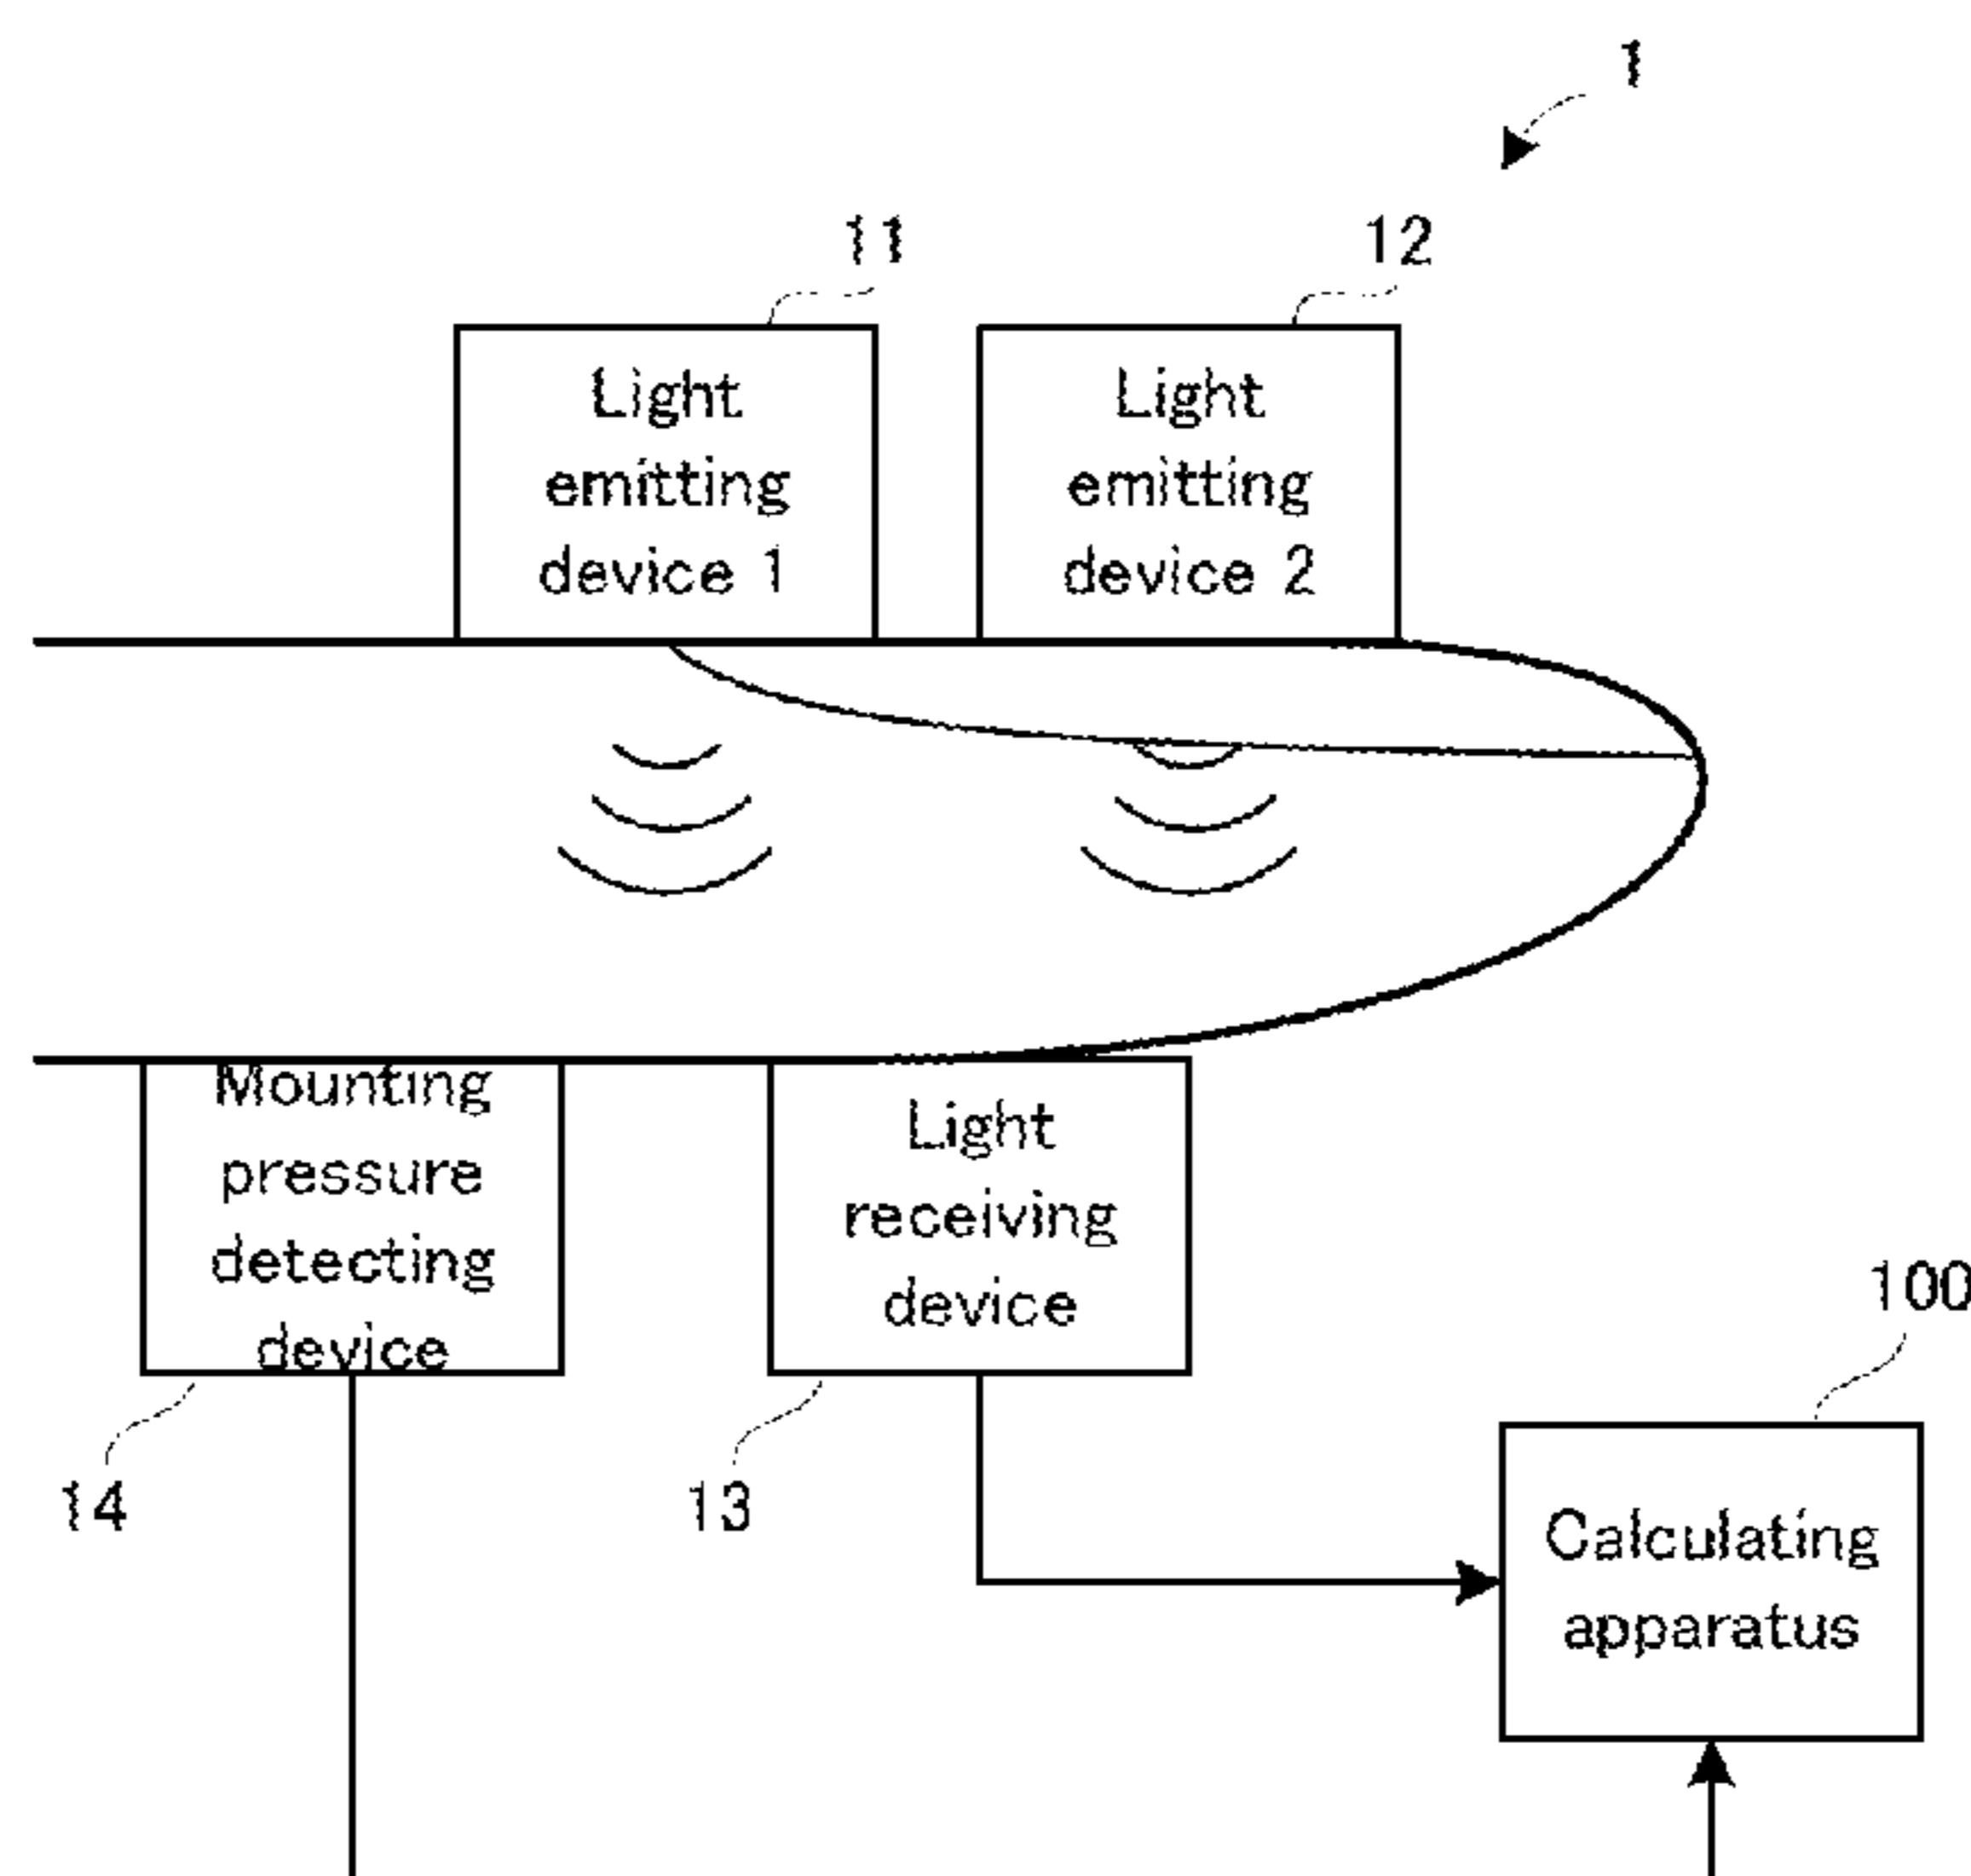 1
11
12
Light
emitting
device 1
Light
emitting
device 2
Mounting
pressure
detecting
device
Light
receiving
device
100
14
13
Calculating
apparatus